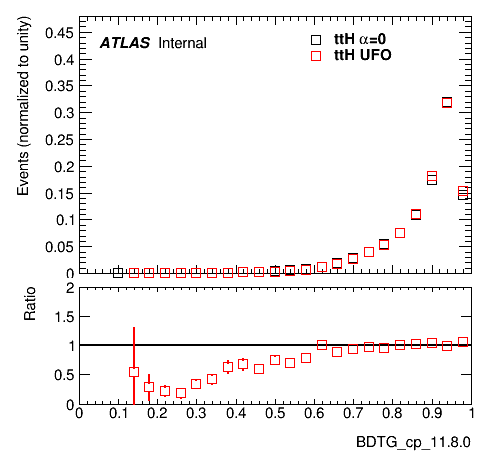 ATLAS Internal
ttH α=0
ttH UFO
Events (normalized to unity)
0.45
0.4
0.35
0.3
0.25
0.2
0.15
0.1
0.05
0
Ratio
2
1.5
1
0.5
0
0 0.1 0.2 0.3 0.4 0.5 0.6 0.7 0.8 0.9 1
BDTG_cp_11.8.0